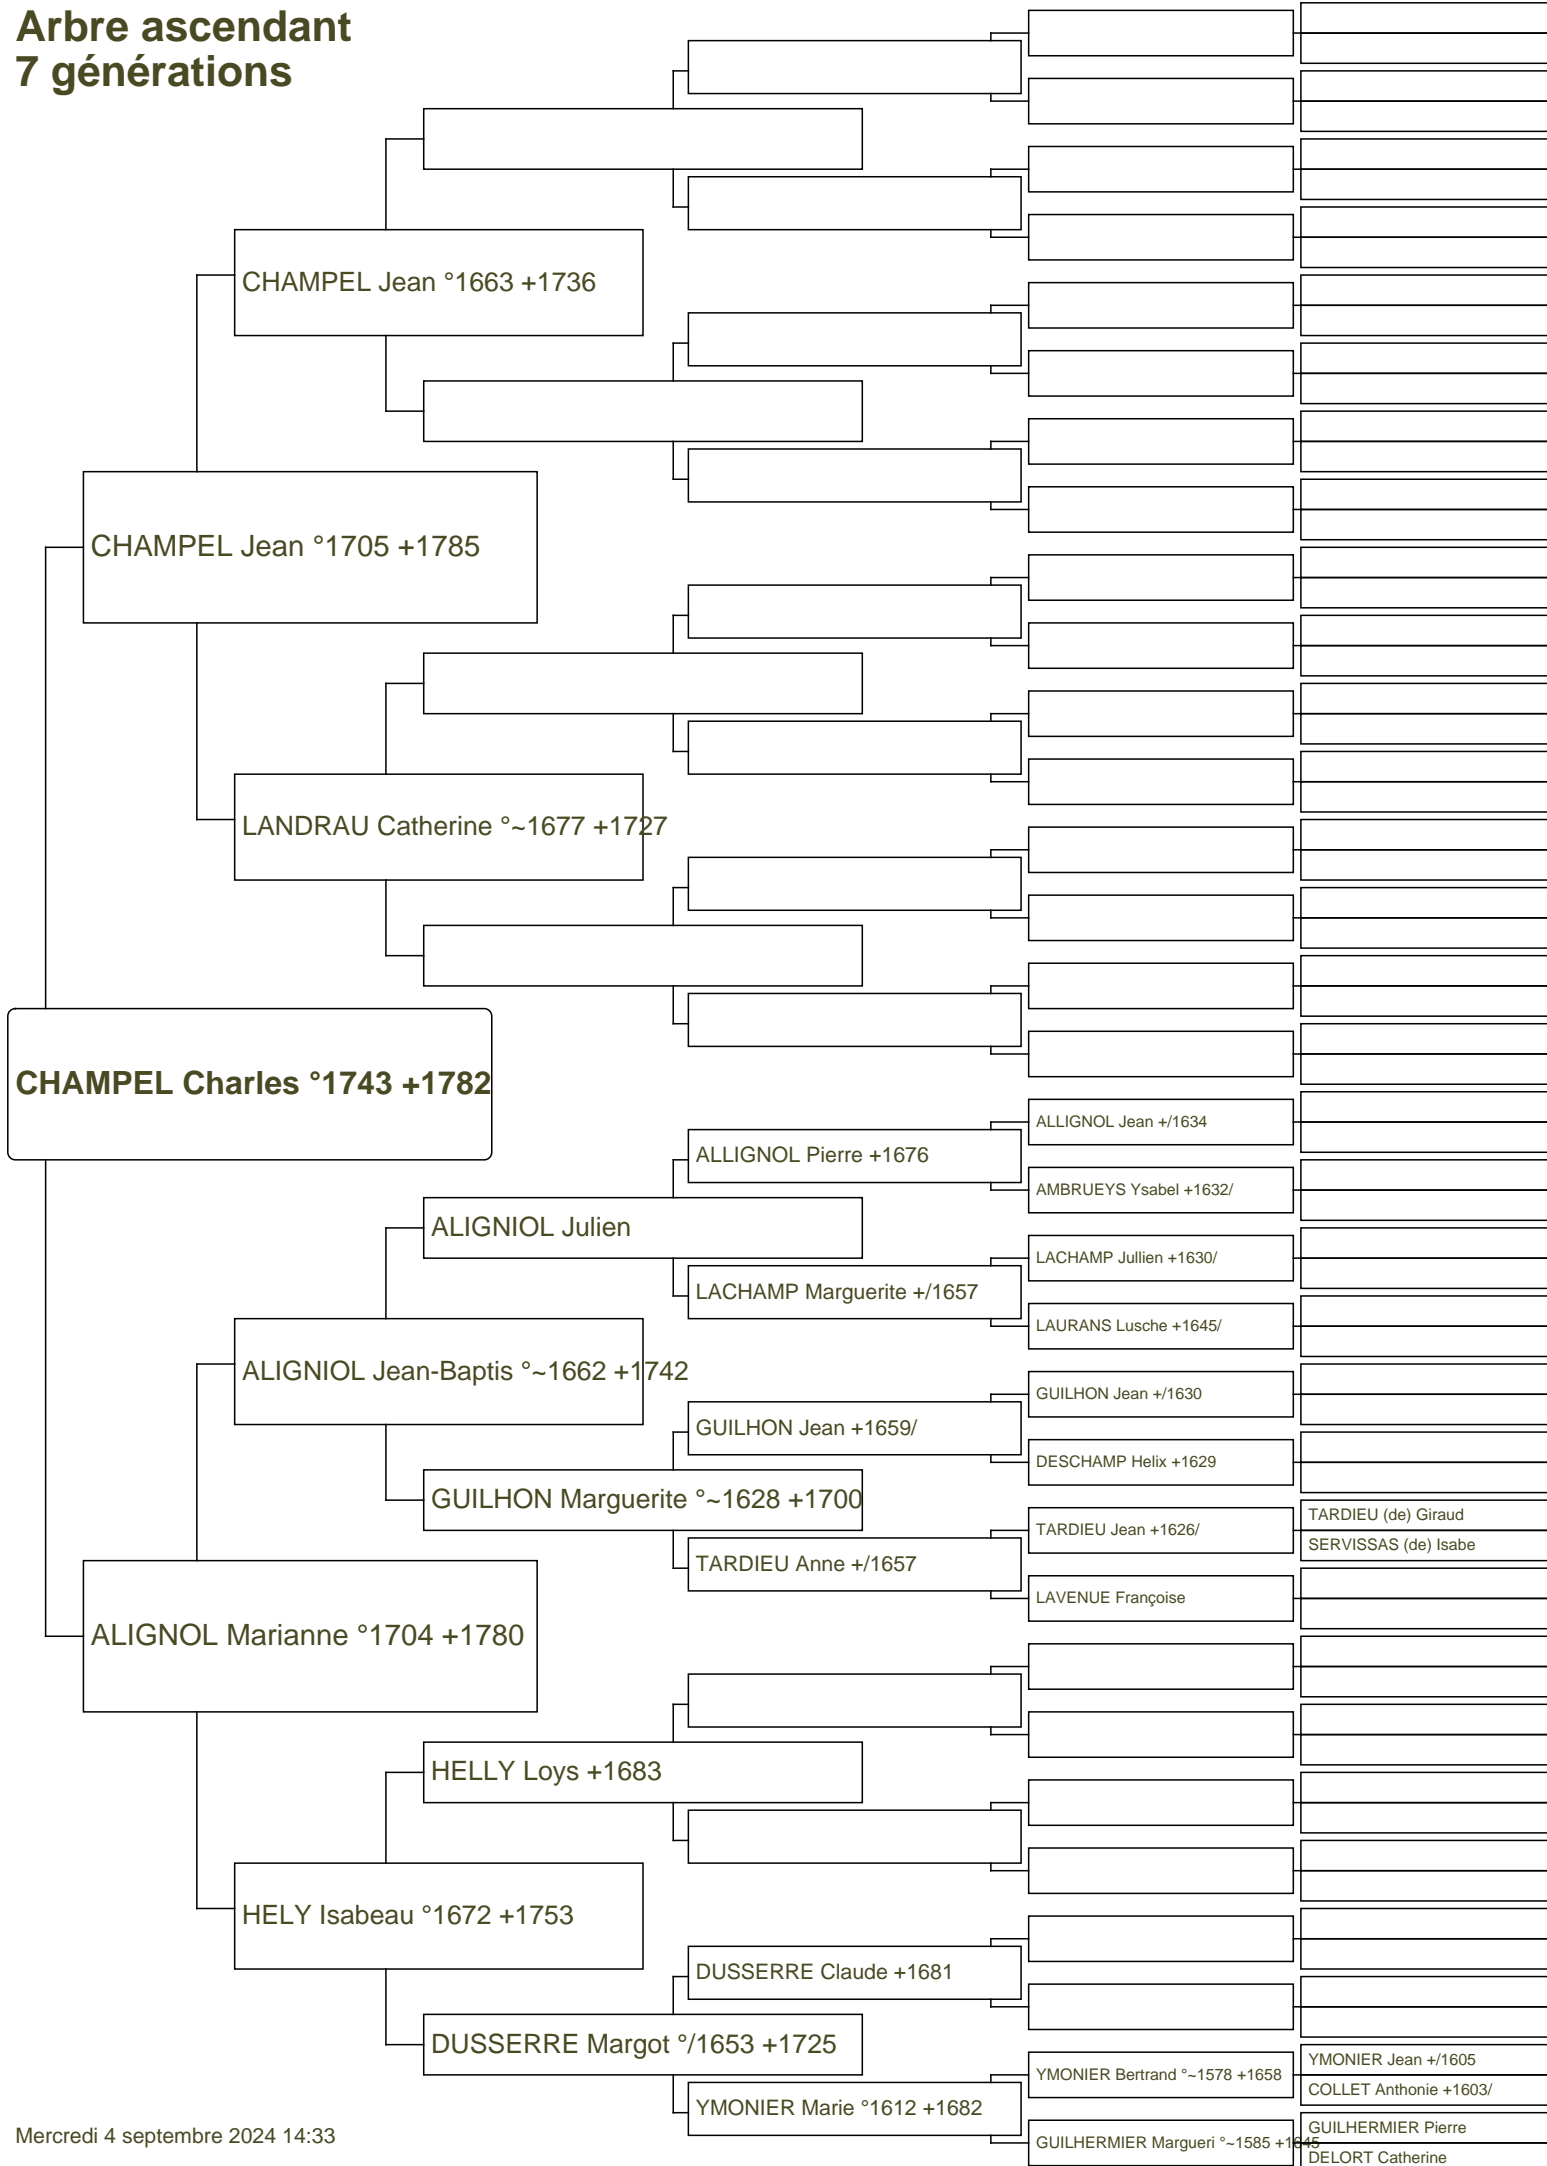 Arbre ascendant
7 générations
CHAMPEL Jean °1663 +1736
CHAMPEL Jean °1705 +1785
LANDRAU Catherine °~1677 +1727
CHAMPEL Charles °1743 +1782
ALLIGNOL Jean +/1634
ALLIGNOL Pierre +1676
AMBRUEYS Ysabel +1632/
ALIGNIOL Julien
LACHAMP Jullien +1630/
LACHAMP Marguerite +/1657
LAURANS Lusche +1645/
ALIGNIOL Jean-Baptis °~1662 +1742
GUILHON Jean +/1630
GUILHON Jean +1659/
DESCHAMP Helix +1629
GUILHON Marguerite °~1628 +1700
TARDIEU (de) Giraud
TARDIEU Jean +1626/
SERVISSAS (de) Isabe
TARDIEU Anne +/1657
LAVENUE Françoise
ALIGNOL Marianne °1704 +1780
HELLY Loys +1683
HELY Isabeau °1672 +1753
DUSSERRE Claude +1681
DUSSERRE Margot °/1653 +1725
YMONIER Jean +/1605
YMONIER Bertrand °~1578 +1658
COLLET Anthonie +1603/
YMONIER Marie °1612 +1682
GUILHERMIER Pierre
GUILHERMIER Margueri °~1585 +1645
DELORT Catherine
Mercredi 4 septembre 2024 14:33